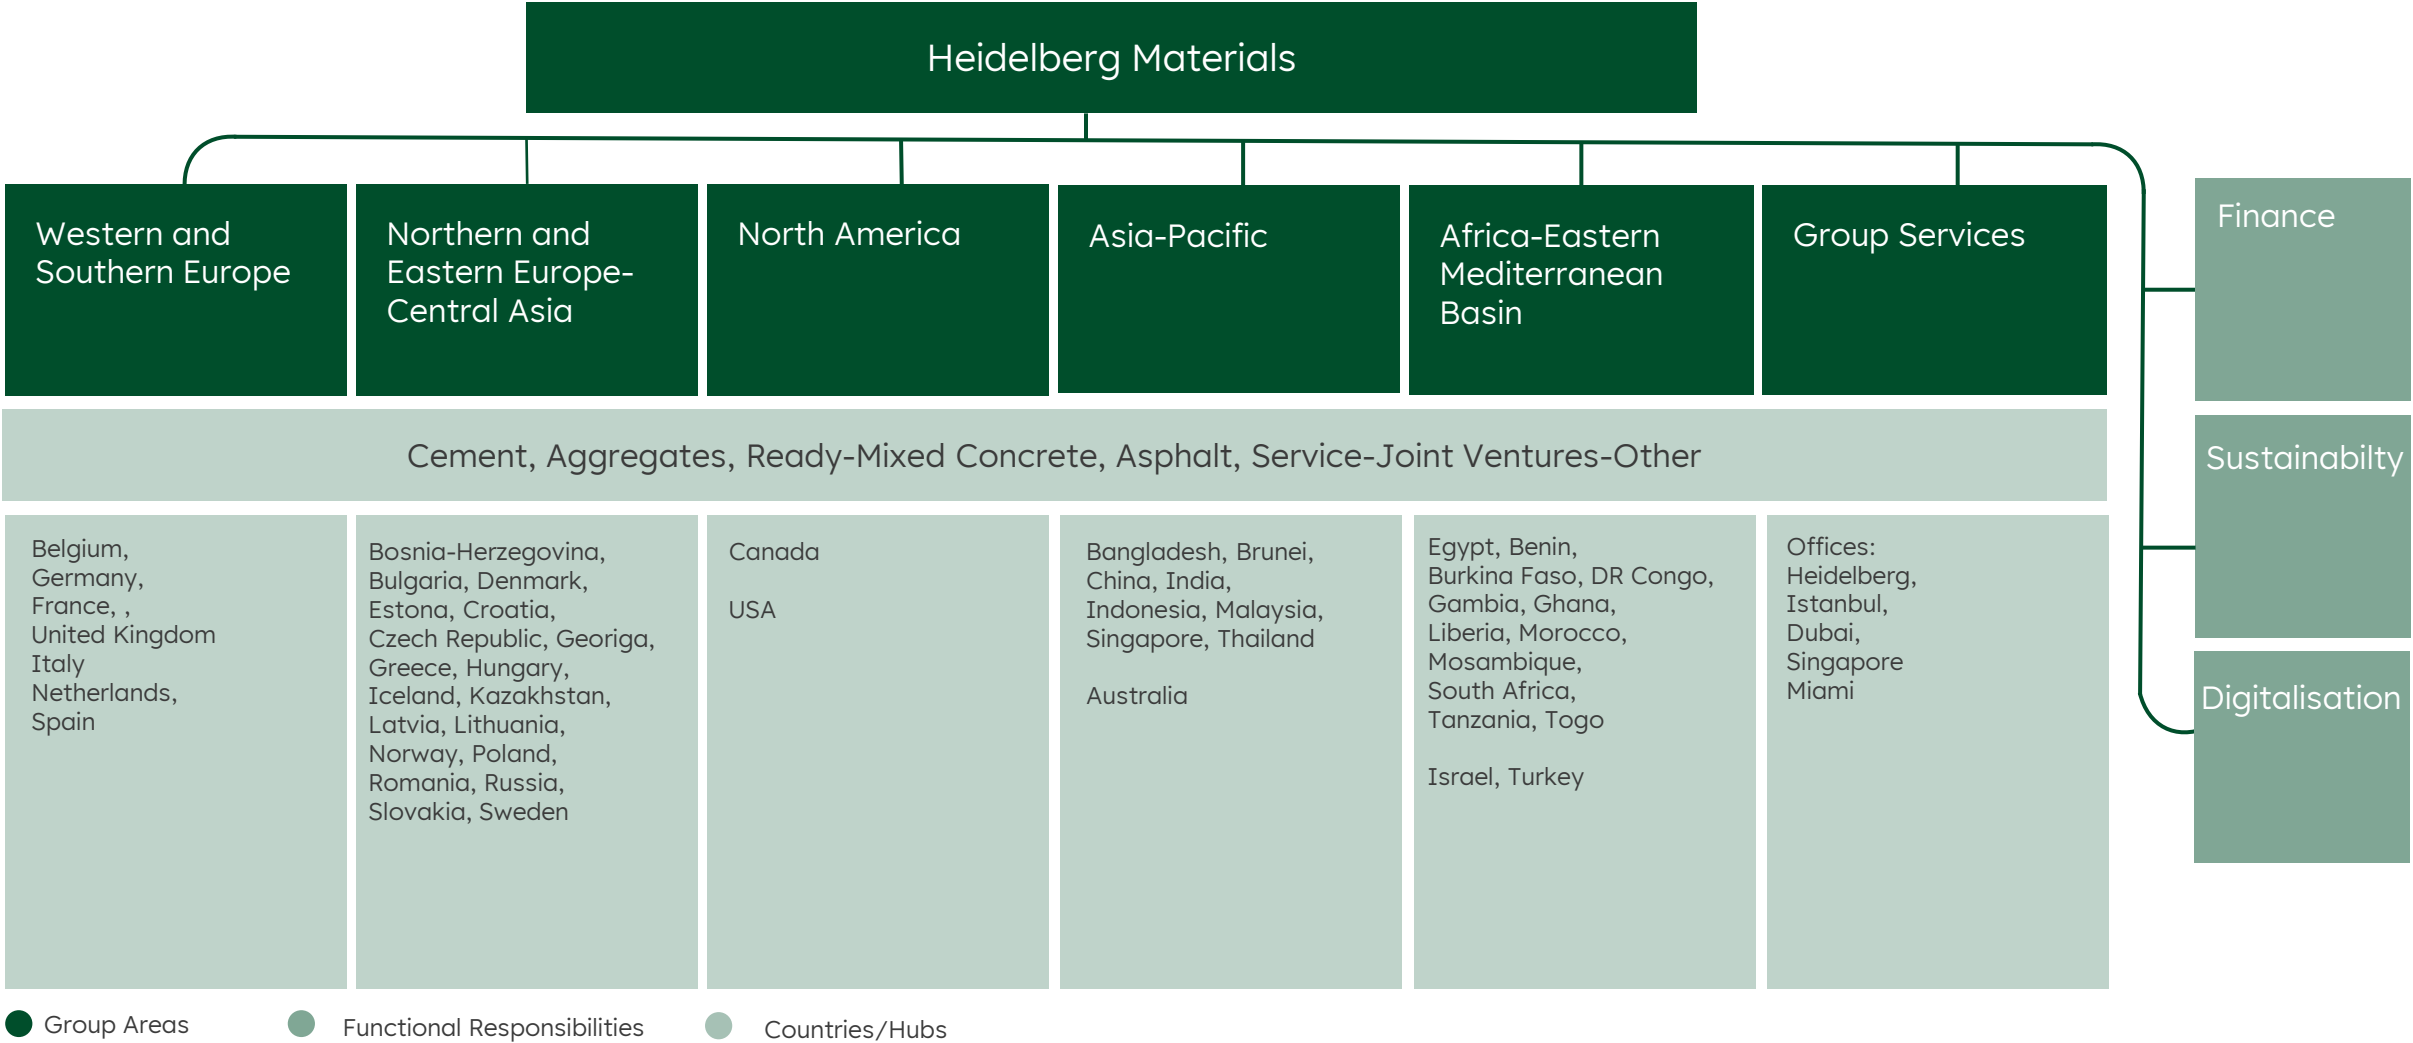 Heidelberg Materials
Western and
Southern Europe
Northern and
Eastern Europe-
Central Asia
North America
Asia-Pacific
Africa-Eastern
Mediterranean
Basin
Group Services
Finance
Sustainabilty
Digitalisation
Cement, Aggregates, Ready-Mixed Concrete, Asphalt, Service-Joint Ventures-Other
Belgium,
Germany,
France, ,
United Kingdom
Italy
Netherlands,
Spain
Bosnia-Herzegovina,
Bulgaria, Denmark,
Estona, Croatia,
Czech Republic, Georiga,
Greece, Hungary,
Iceland, Kazakhstan,
Latvia, Lithuania,
Norway, Poland,
Romania, Russia,
Slovakia, Sweden
Canada
USA
Bangladesh, Brunei,
China, India,
Indonesia, Malaysia,
Singapore, Thailand
Australia
Egypt, Benin,
Burkina Faso, DR Congo,
Gambia, Ghana,
Liberia, Morocco,
Mosambique,
South Africa,
Tanzania, Togo
Israel, Turkey
Offices:
Heidelberg,
Istanbul,
Dubai,
Singapore
Miami
Group Areas
Functional Responsibilities
Countries/Hubs